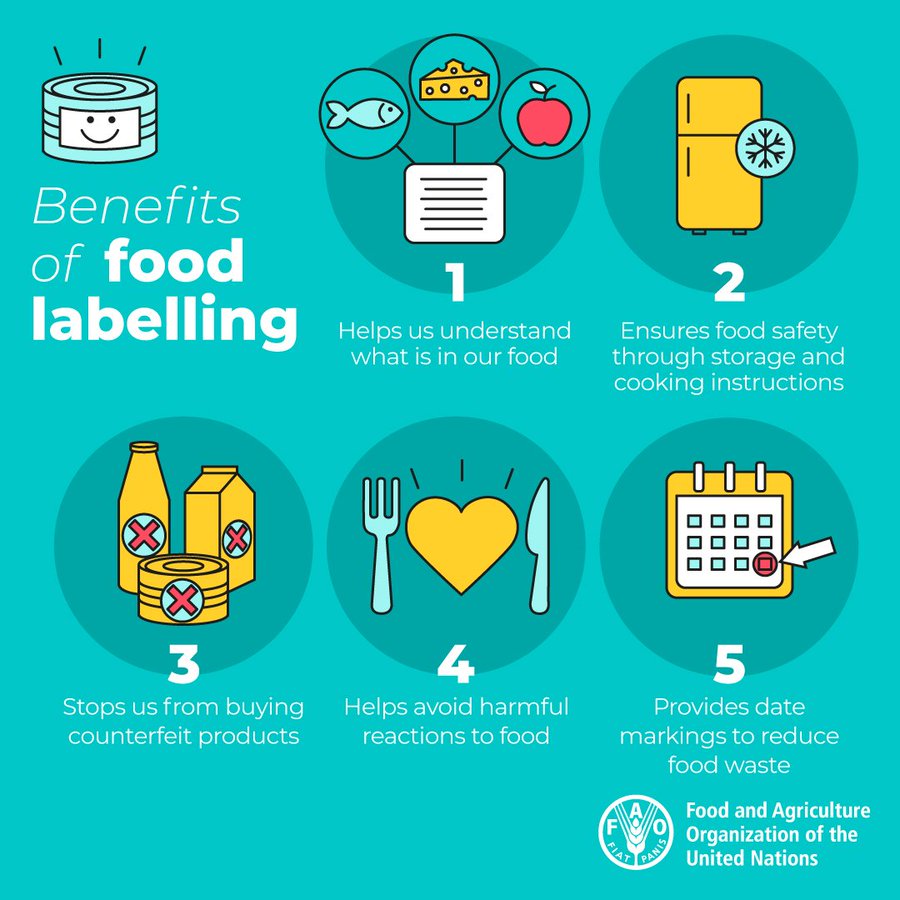 Benefits
of food
labelling
1
Helps us understand
what is in our food
2
Ensures food safety
through storage and
cooking instructions
3
Stops us from buying
counterfeit products
4
Helps avoid harmful
reactions to food
5
Provides date
markings to reduce
food waste
F A O
FIAT PANIS
Food and Agriculture
Organization of the
United Nations